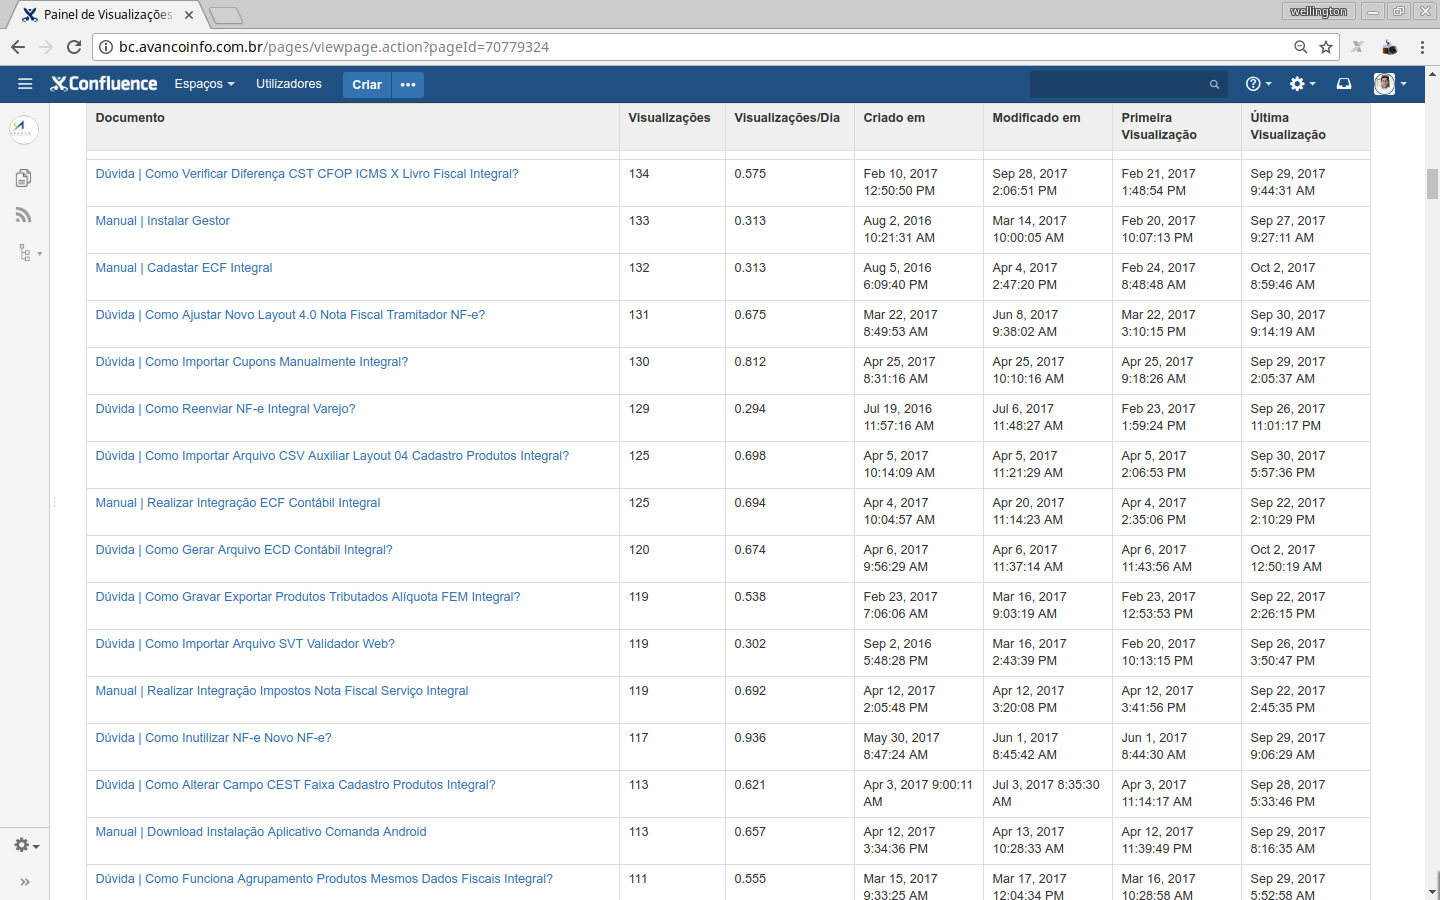 Painel de Visualizações
wellington
bc.avancoinfo.com.br/pages/viewpage.action?pageId=70779324
Confluence Espaços Utilizadores Criar •••
Documento Visualizações Visualizações/Dia Criado em Modificado em Primeira Última
Visualização Visualização
Dúvida | Como Verificar Diferença CST CFOP ICMS X Livro Fiscal Integral? 134 0.575 Feb 10, 2017 Sep 28, 2017 Feb 21, 2017 Sep 29, 2017
12:50:50 PM 2:06:51 PM 1:48:54 PM 9:44:31 AM
Manual | Instalar Gestor 133 0.313 Aug 2, 2016 Mar 14, 2017 Feb 20, 2017 Sep 27, 2017
10:21:31 AM 10:00:05 AM 10:07:13 PM 9:27:11 AM
Manual | Cadastar ECF Integral 132 0.313 Aug 5, 2016 Apr 4, 2017 Feb 24, 2017 Oct 2, 2017
6:09:40 PM 2:47:20 PM 8:48:48 AM 8:59:46 AM
Dúvida | Como Ajustar Novo Layout 4.0 Nota Fiscal Tramitador NF-e? 131 0.675 Mar 22, 2017 Jun 8, 2017 Mar 22, 2017 Sep 30, 2017
8:49:53 AM 9:38:02 AM 3:10:15 PM 9:14:19 AM
Dúvida | Como Importar Cupons Manualmente Integral? 130 0.812 Apr 25, 2017 Apr 25, 2017 Apr 25, 2017 Sep 29, 2017
8:31:16 AM 10:10:16 AM 9:18:26 AM 2:05:37 AM
Dúvida | Como Reenviar NF-e Integral Varejo? 129 0.294 Jul 19, 2016 Jul 6, 2017 Feb 23, 2017 Sep 26, 2017
11:57:16 AM 11:48:27 AM 1:59:24 PM 11:01:17 PM
Dúvida | Como Importar Arquivo CSV Auxiliar Layout 04 Cadastro Produtos Integral? 125 0.698 Apr 5, 2017 Apr 5, 2017 Apr 5, 2017 Sep 30, 2017
10:14:09 AM 11:21:29 AM 2:06:53 PM 5:57:36 PM
Manual | Realizar Integração ECF Contábil Integral 125 0.694 Apr 4, 2017 Apr 20, 2017 Apr 4, 2017 Sep 22, 2017
10:04:57 AM 11:14:23 AM 2:35:06 PM 2:10:29 PM
Dúvida | Como Gerar Arquivo ECD Contábil Integral? 120 0.674 Apr 6, 2017 Apr 6, 2017 Apr 6, 2017 Oct 2, 2017
9:56:29 AM 11:37:14 AM 11:43:56 AM 12:50:19 AM
Dúvida | Como Gravar Exportar Produtos Tributados Alíquota FEM Integral? 119 0.538 Feb 23, 2017 Mar 16, 2017 Feb 23, 2017 Sep 22, 2017
7:06:06 AM 9:03:19 AM 12:53:53 PM 2:26:15 PM
Dúvida | Como Importar Arquivo SVT Validador Web? 119 0.302 Sep 2, 2016 Mar 16, 2017 Feb 20, 2017 Sep 26, 2017
5:48:28 PM 2:43:39 PM 10:13:15 PM 3:50:47 PM
Manual | Realizar Integração Impostos Nota Fiscal Serviço Integral 119 0.692 Apr 12, 2017 Apr 12, 2017 Apr 12, 2017 Sep 22, 2017
2:05:48 PM 3:20:08 PM 3:41:56 PM 2:45:35 PM
Dúvida | Como Inutilizar NF-e Novo NF-e? 117 0.936 May 30, 2017 Jun 1, 2017 Jun 1, 2017 Sep 29, 2017
8:47:24 AM 8:45:42 AM 8:44:30 AM 9:06:29 AM
Dúvida | Como Alterar Campo CEST Faixa Cadastro Produtos Integral? 113 0.621 Apr 3, 2017 9:00:11 Jul 3, 2017 8:35:30 Apr 3, 2017 Sep 28, 2017
AM AM 11:14:17 AM 5:33:46 PM
Manual | Download Instalação Aplicativo Comanda Android 113 0.657 Apr 12, 2017 Apr 13, 2017 Apr 12, 2017 Sep 29, 2017
3:34:36 PM 10:28:33 AM 11:39:49 PM 8:16:35 AM
Dúvida | Como Funciona Agrupamento Produtos Mesmos Dados Fiscais Integral? 111 0.555 Mar 15, 2017 Mar 17, 2017 Mar 16, 2017 Sep 29, 2017
9:33:25 AM 12:04:34 PM 10:28:58 AM 5:52:58 AM